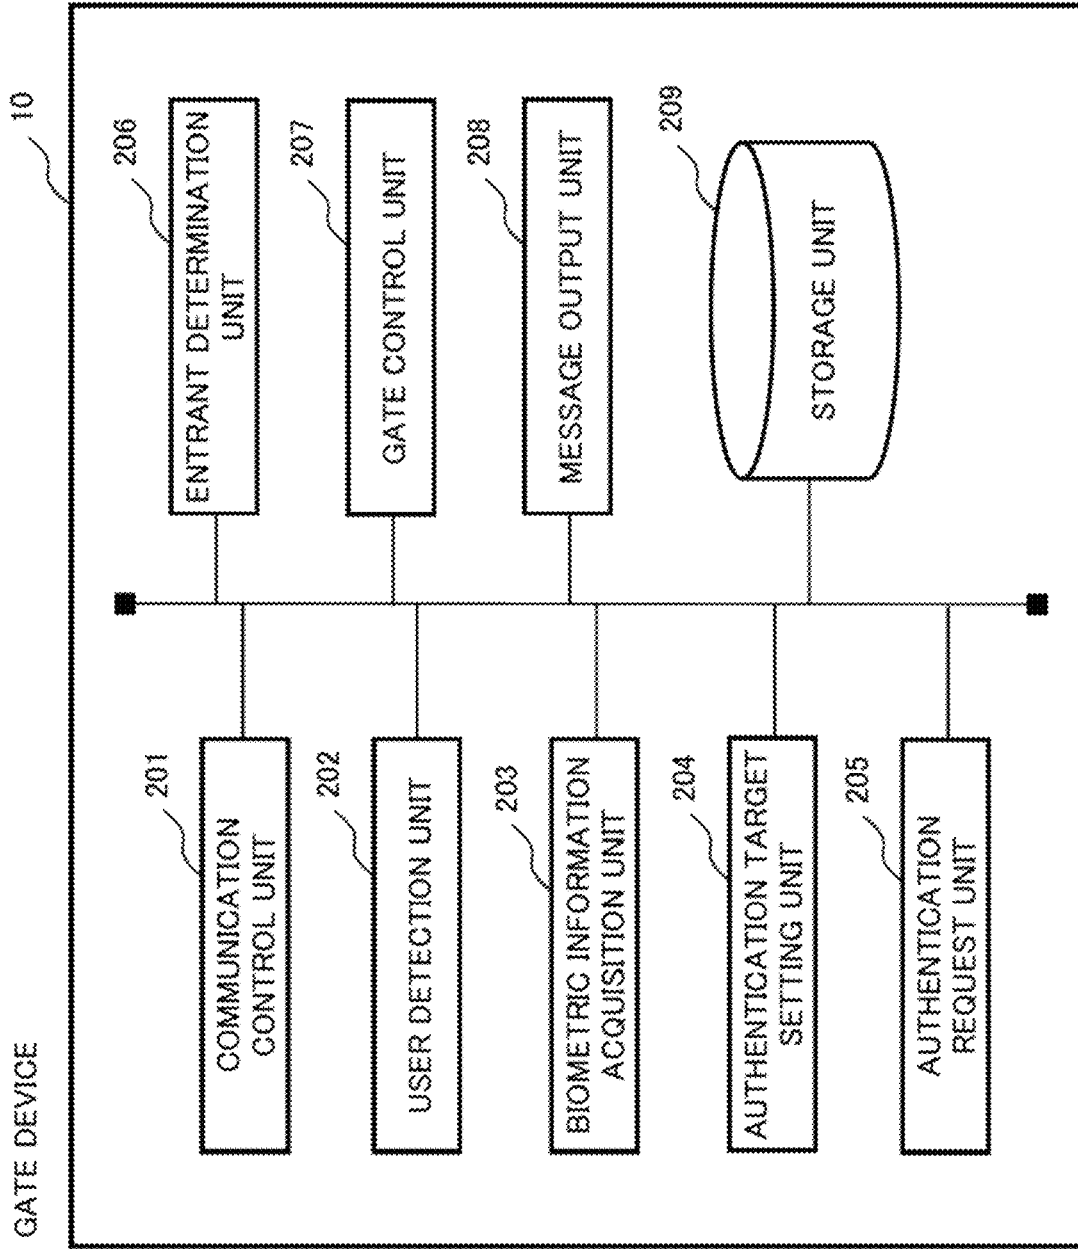 GATE DEVICE
10
201
COMMUNICATION
CONTROL UNIT
202
USER DETECTION UNIT
203
BIOMETRIC INFORMATION
ACQUISITION UNIT
204
AUTHENTICATION TARGET
SETTING UNIT
205
AUTHENTICATION
REQUEST UNIT
206
ENTRANT DETERMINATION
UNIT
207
GATE CONTROL UNIT
208
MESSAGE OUTPUT UNIT
209
STORAGE UNIT